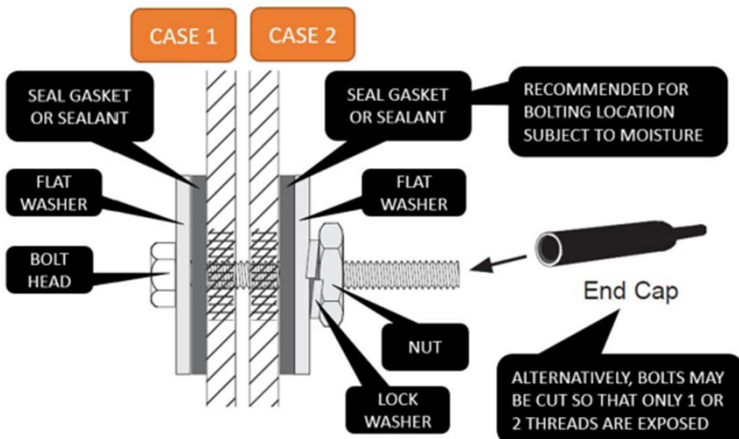 CASE 1
CASE 2
SEAL GASKET
OR SEALANT
SEAL GASKET
OR SEALANT
RECOMMENDED FOR
BOLTING LOCATION
SUBJECT TO MOISTURE
FLAT
WASHER
FLAT
WASHER
BOLT
HEAD
End Cap
NUT
LOCK
WASHER
ALTERNATIVELY, BOLTS MAY
BE CUT SO THAT ONLY 1 OR
2 THREADS ARE EXPOSED